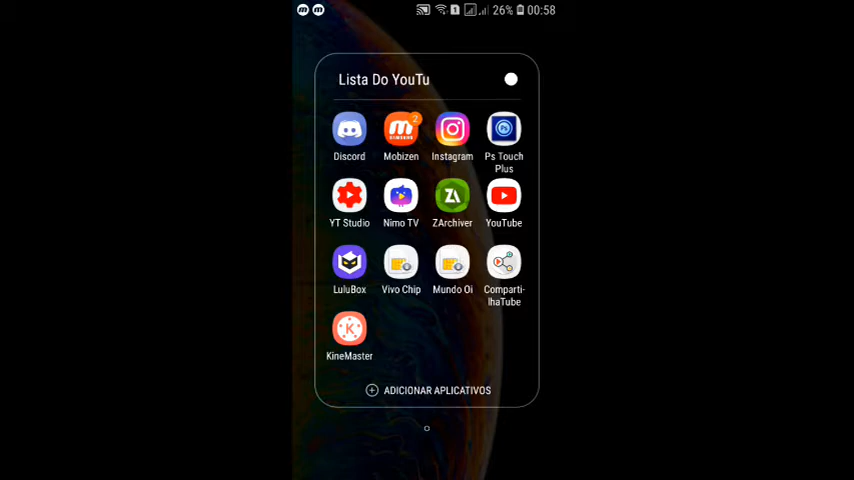 26% 00:58
Lista Do YouTu
2
Discord Mobizen Instagram Ps Touch
Plus
YT Studio Nimo TV ZArchiver YouTube
LuluBox Vivo Chip Mundo Oi Comparti-
lhaTube
KineMaster
ADICIONAR APLICATIVOS